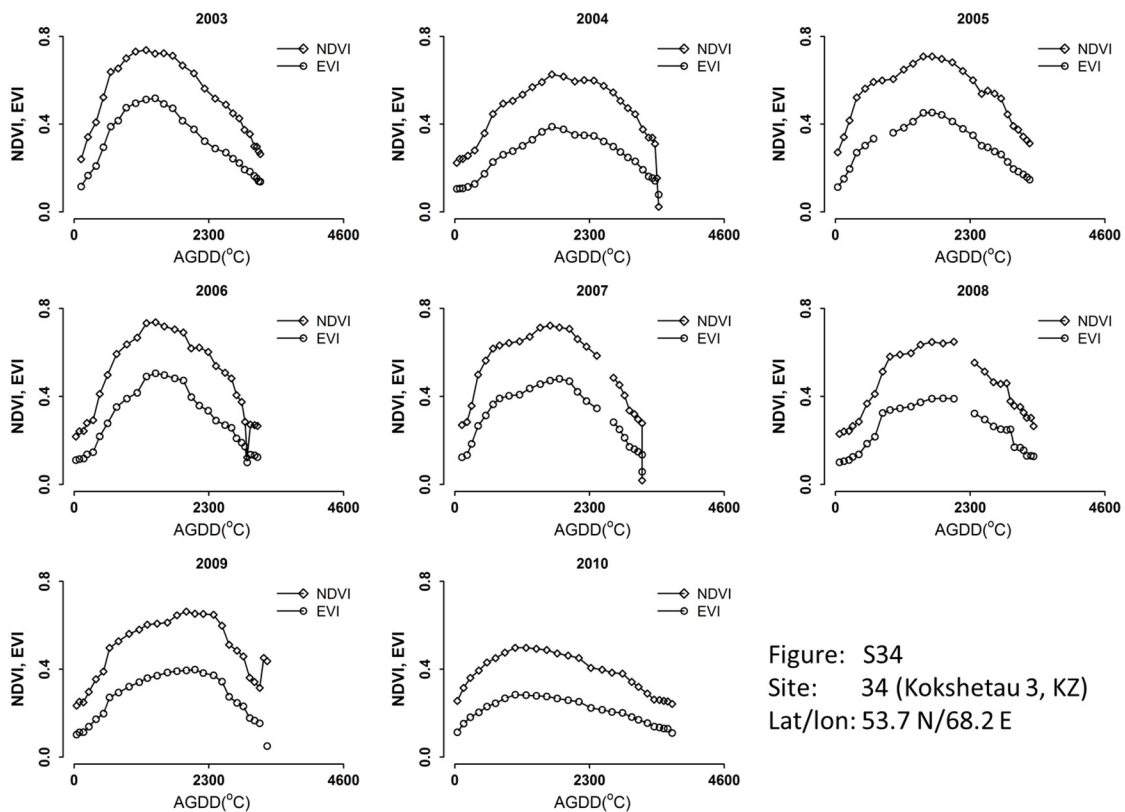 2003
NDVI
EVI
NDVI, EVI
0.0 0.4 0.8
0 2300 4600
AGDD(°C)
2004
NDVI
EVI
NDVI, EVI
0.0 0.4 0.8
0 2300 4600
AGDD(°C)
2005
NDVI
EVI
NDVI, EVI
0.0 0.4 0.8
0 2300 4600
AGDD(°C)
2006
NDVI
EVI
NDVI, EVI
0.0 0.4 0.8
0 2300 4600
AGDD(°C)
2007
NDVI
EVI
NDVI, EVI
0.0 0.4 0.8
0 2300 4600
AGDD(°C)
2008
NDVI
EVI
NDVI, EVI
0.0 0.4 0.8
0 2300 4600
AGDD(°C)
2009
NDVI
EVI
NDVI, EVI
0.0 0.4 0.8
0 2300 4600
AGDD(°C)
2010
NDVI
EVI
NDVI, EVI
0.0 0.4 0.8
0 2300 4600
AGDD(°C)
Figure: S34
Site: 34 (Kokshetau 3, KZ)
Lat/lon: 53.7 N/68.2 E